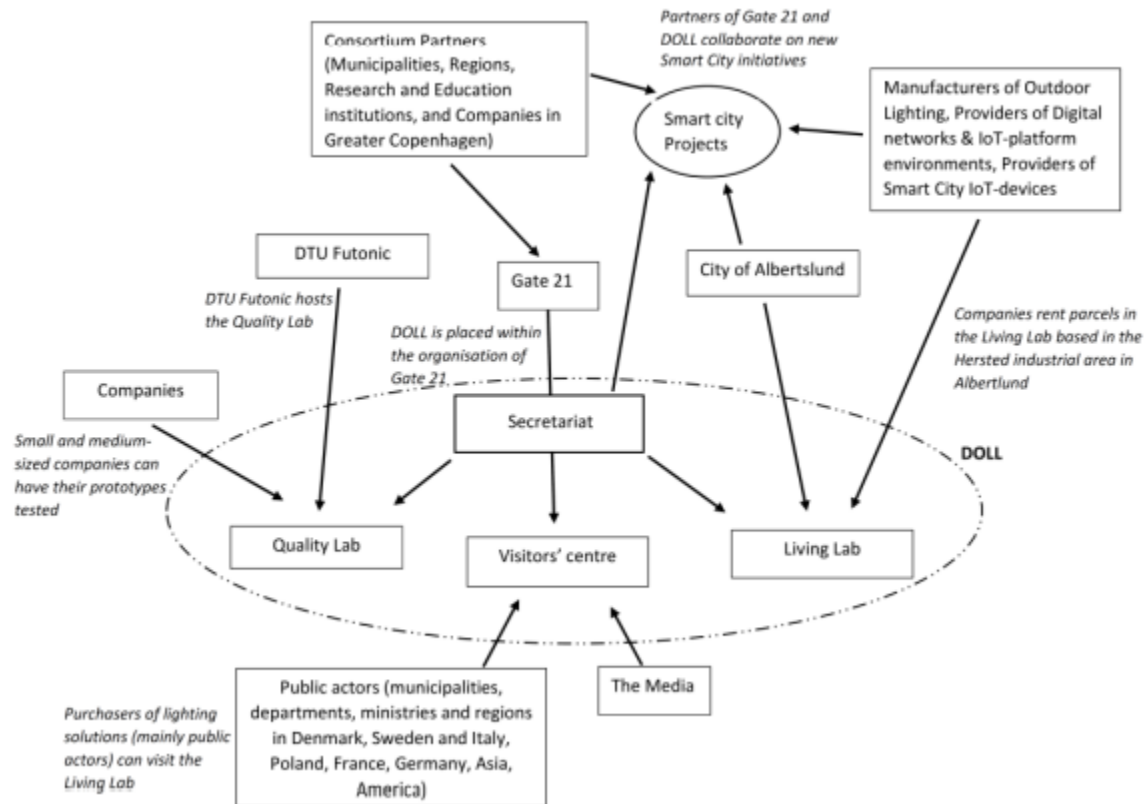 Partners of Gate 21 and
DOLL collaborate on new
Smart City initiatives
Consortium Partners
(Municipalities, Regions,
Research and Education
institutions, and Companies in
Greater Copenhagen)
Smart city
Projects
Manufacturers of Outdoor
Lighting, Providers of Digital
networks & IoT-platform
environments, Providers of
Smart City IoT-devices
DTU Futonic
Gate 21
City of Albertslund
DTU Futonic hosts
the Quality Lab
DOLL is placed within
the organisation of
Gate 21
Companies rent parcels in
the Living Lab based in the
Hersted industrial area in
Albertlund
Companies
Secretariat
Small and medium-
sized companies can
have their prototypes
tested
DOLL
Quality Lab
Visitors' centre
Living Lab
Public actors (municipalities,
departments, ministries and regions
in Denmark, Sweden and Italy,
Poland, France, Germany, Asia,
America)
The Media
Purchasers of lighting
solutions (mainly public
actors) can visit the
Living Lab